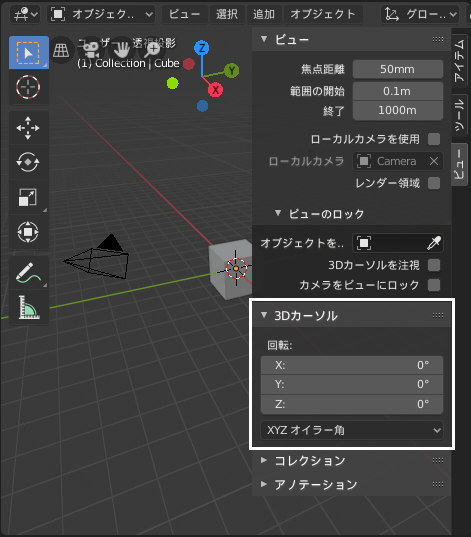 オブジェク.. ビュー 選択 追加 オブジェクト グロー..
透視投影
(1) Collection | Cube
Z
Y
X
ビュー
焦点距離 50mm
範囲の開始 0.1m
終了 1000m
ローカルカメラを使用
ローカルカメラ Camera
レンダー領域
ビューのロック
オブジェクトを..
3Dカーソルを注視
カメラをビューにロック
3Dカーソル
回転:
X: 0°
Y: 0°
Z: 0°
XYZ オイラー角
コレクション
アノテーション
アイテム
ツール
ビュー